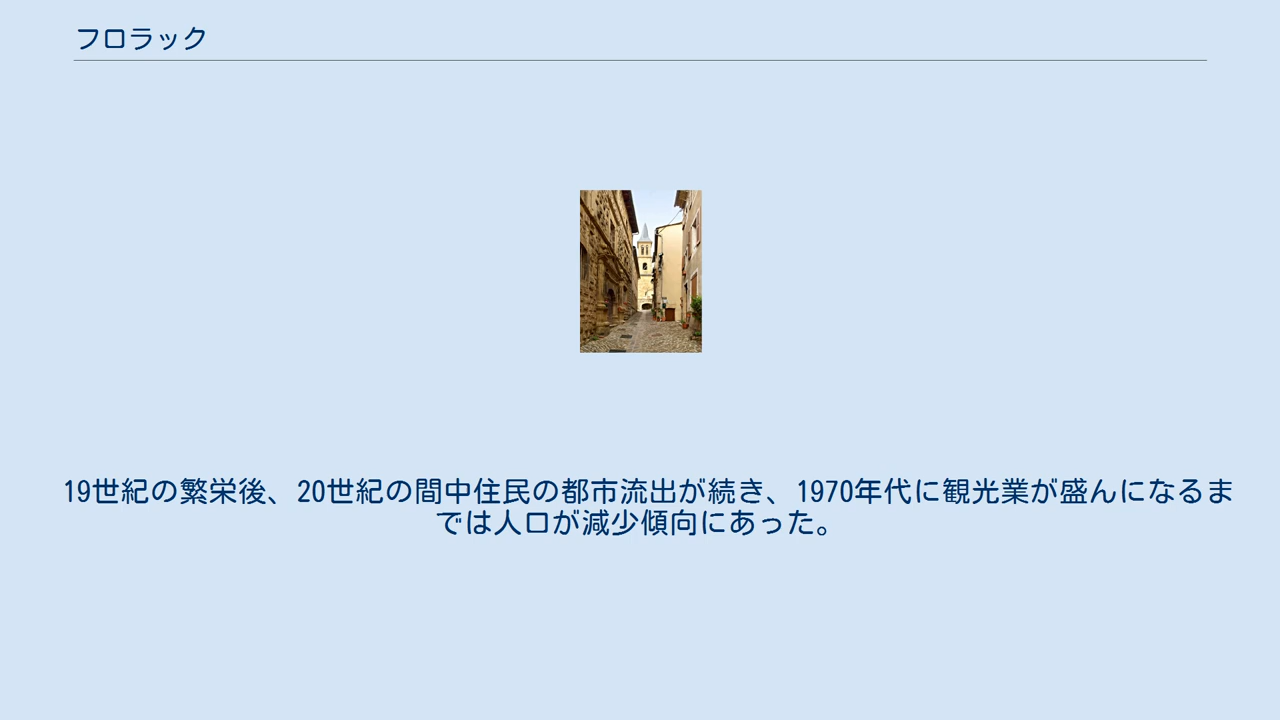 フロラック
19世紀の繁栄後、20世紀の間中住民の都市流出が続き、1970年代に観光業が盛んになるま
では人口が減少傾向にあった。